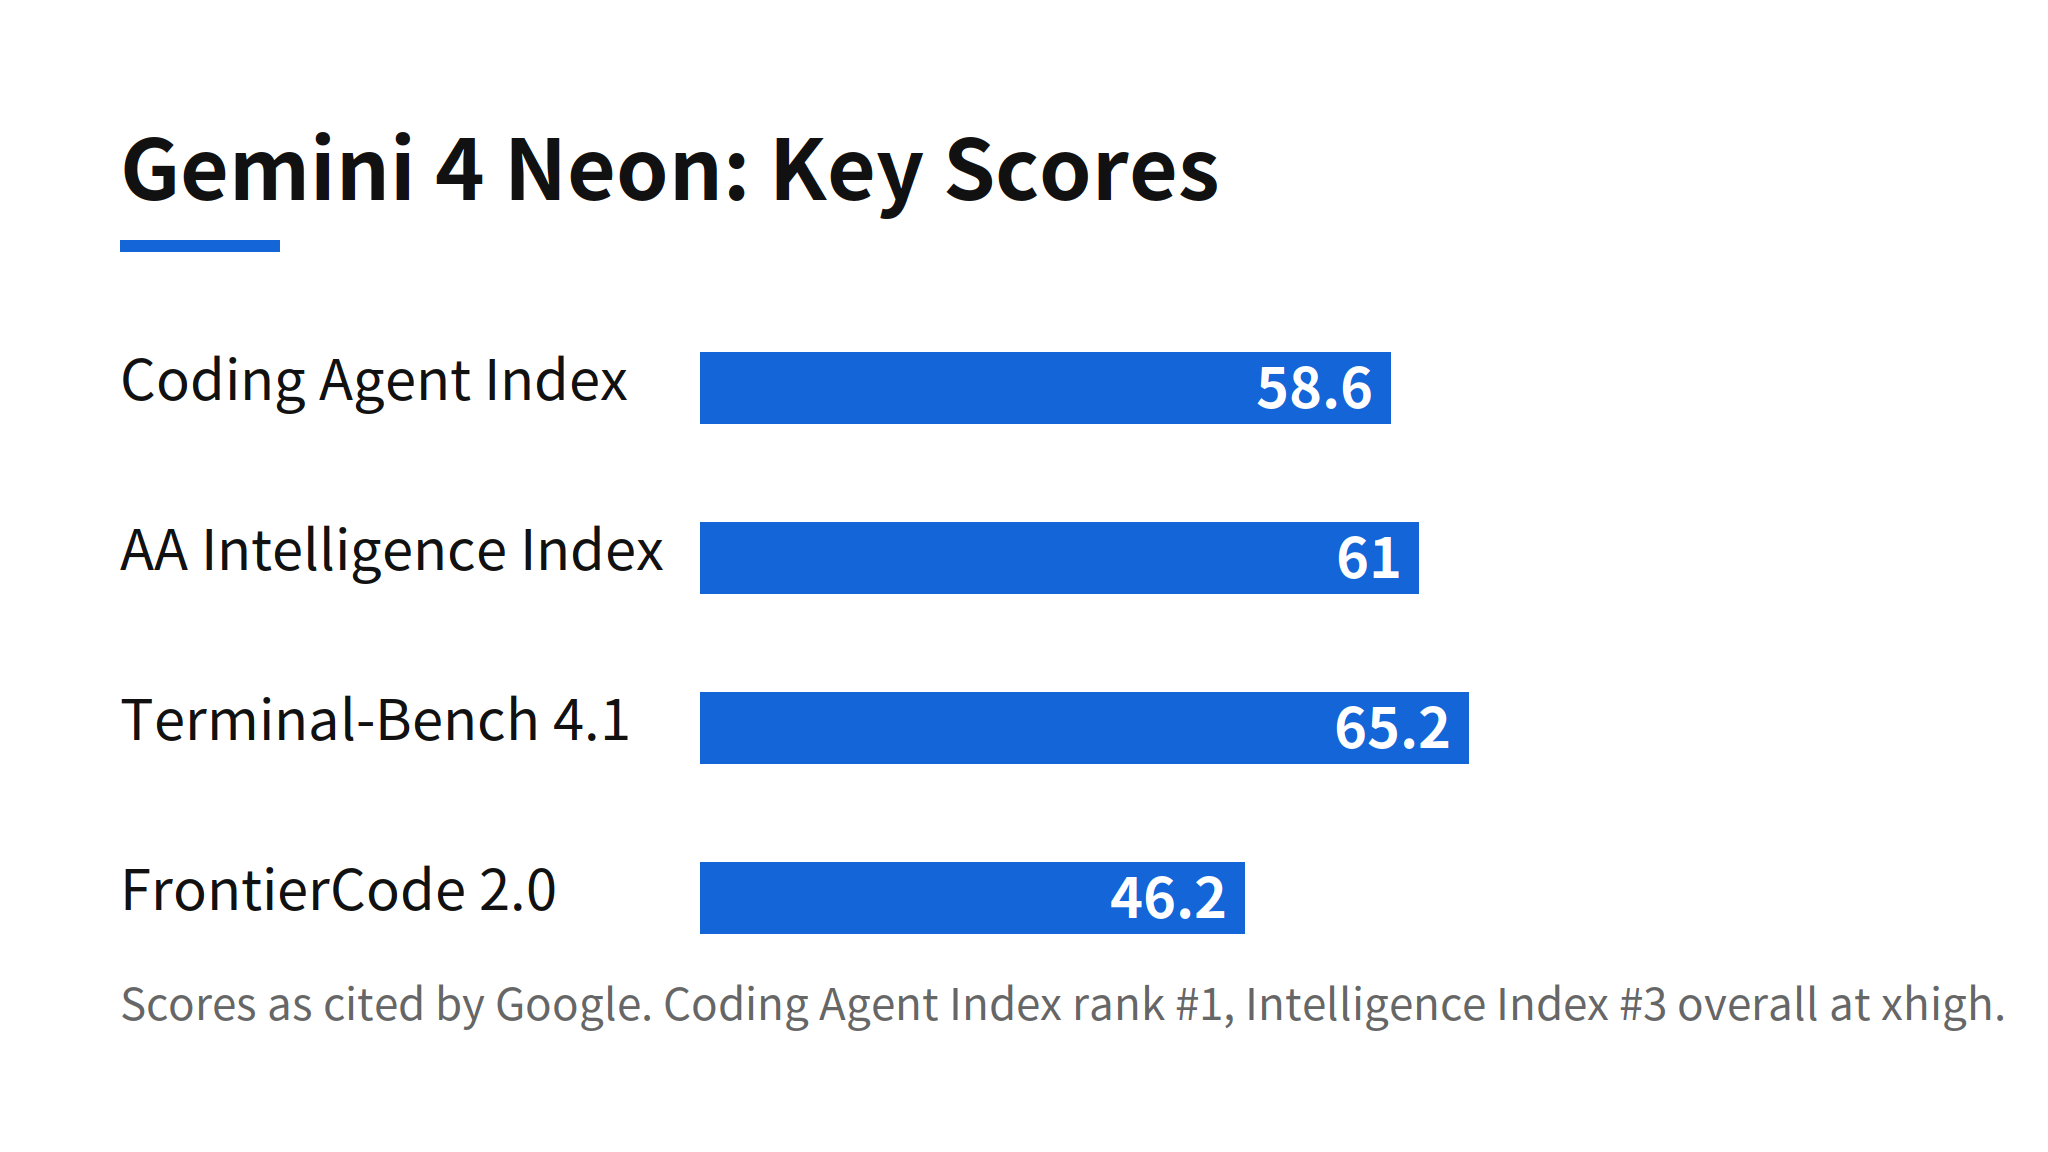 Gemini 4 Neon: Key Scores
Coding Agent Index 58.6
AA Intelligence Index 61
Terminal-Bench 4.1 65.2
FrontierCode 2.0 46.2
Scores as cited by Google. Coding Agent Index rank #1, Intelligence Index #3 overall at xhigh.